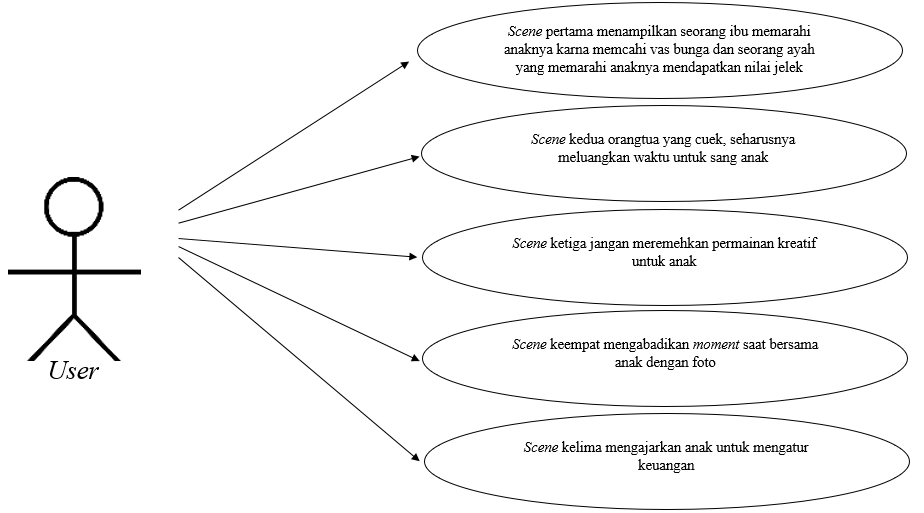 Scene pertama menampilkan seorang ibu memarahi
anaknya karna memcahi vas bunga dan seorang ayah
yang memarahi anaknya mendapatkan nilai jelek
Scene kedua orangtua yang cuek, seharusnya
meluangkan waktu untuk sang anak
Scene ketiga jangan meremehkan permainan kreatif
untuk anak
Scene keempat mengabadikan moment saat bersama
anak dengan foto
Scene kelima mengajarkan anak untuk mengatur
keuangan
User